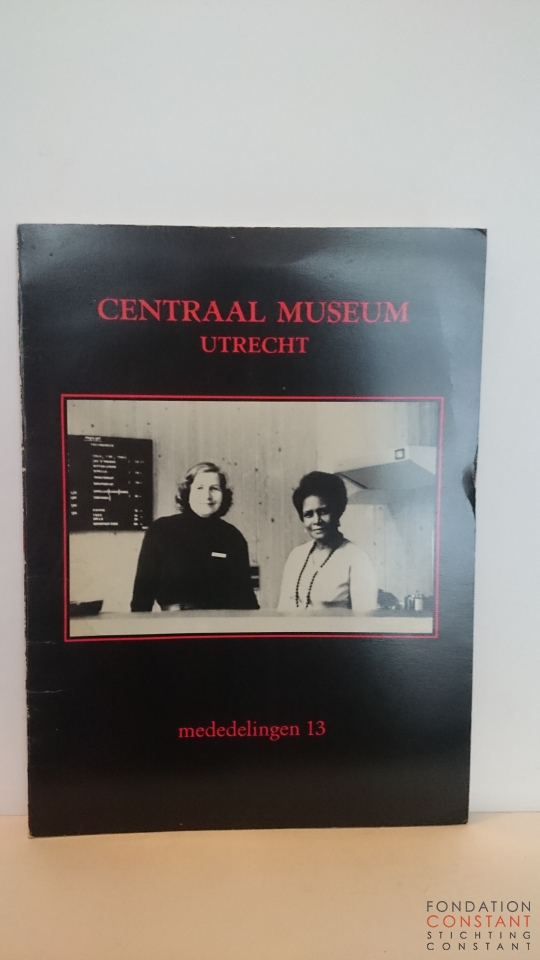 CENTRAAL MUSEUM
UTRECHT
mededelingen 13
FONDATION
CONSTANT
STICHTING
CONSTANT